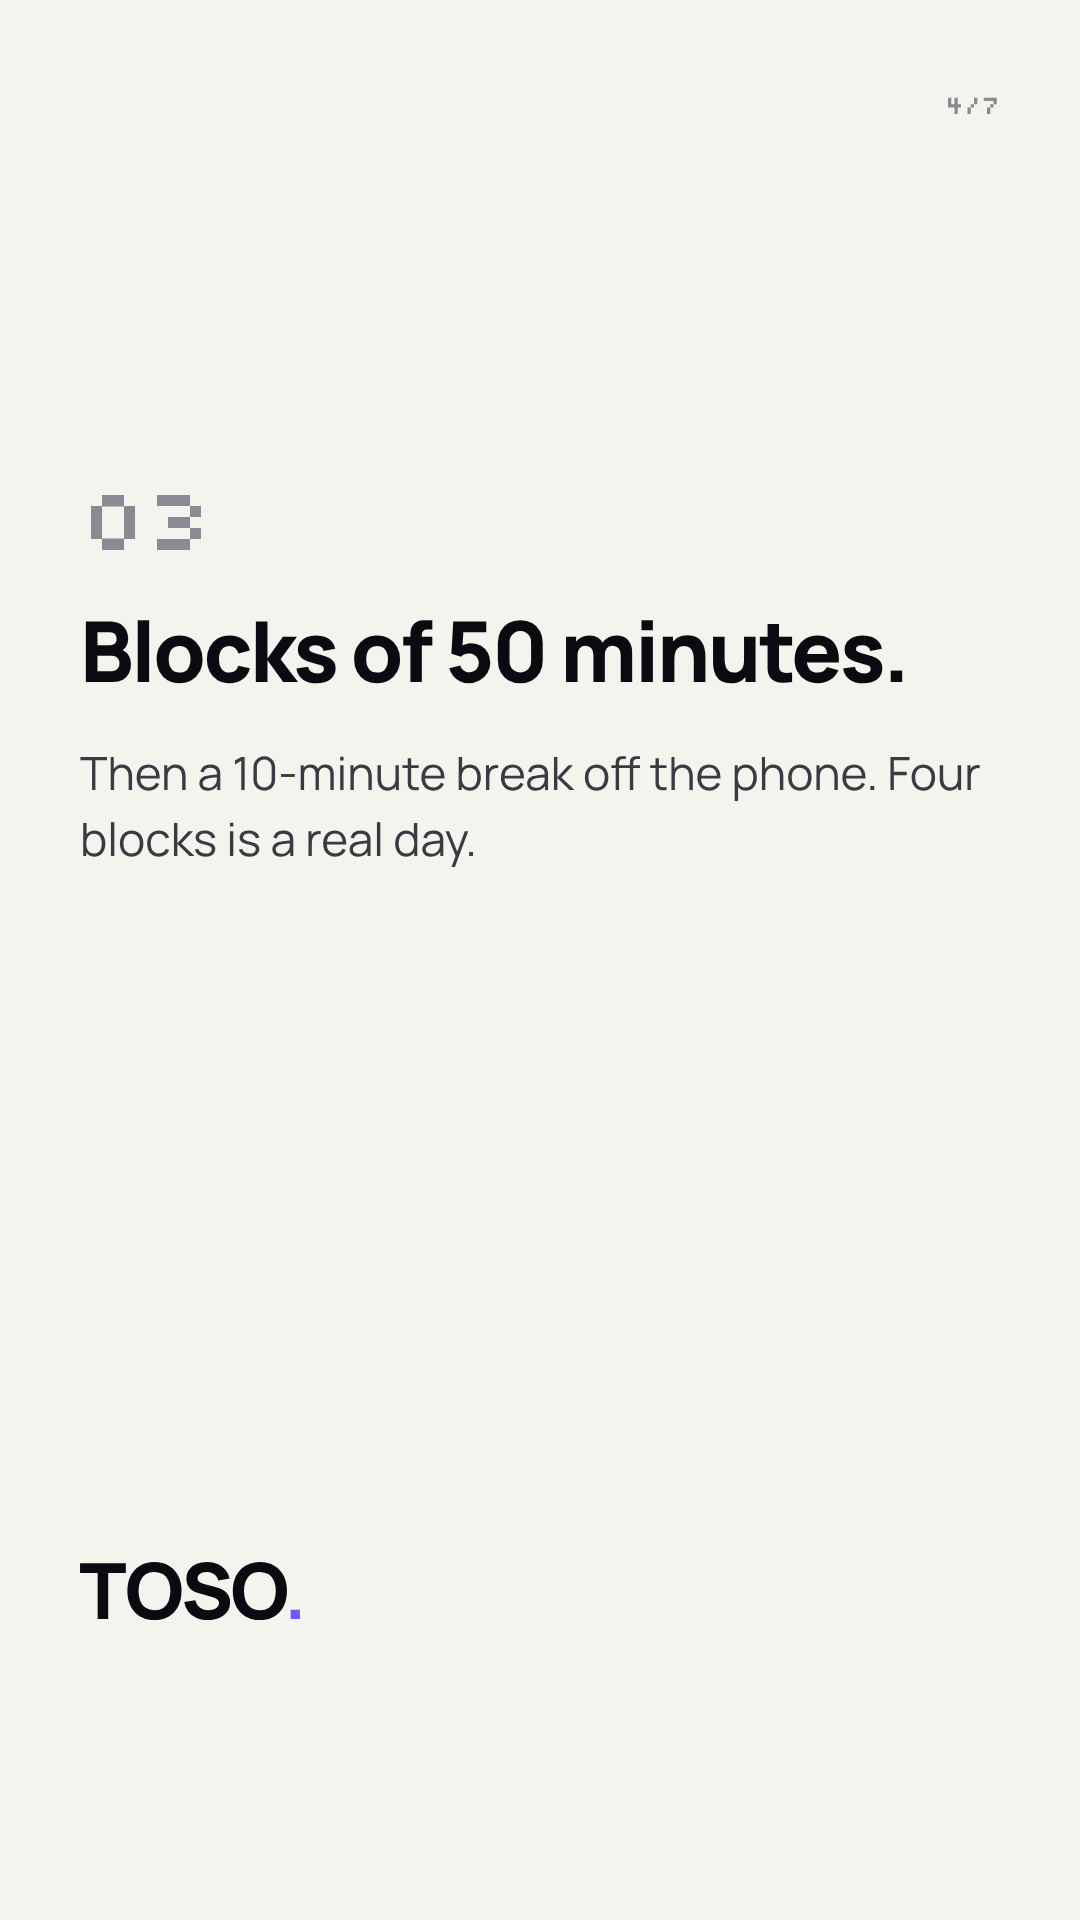 4/7
03
Blocks of 50 minutes.
Then a 10-minute break off the phone. Four
blocks is a real day.
TOSO.